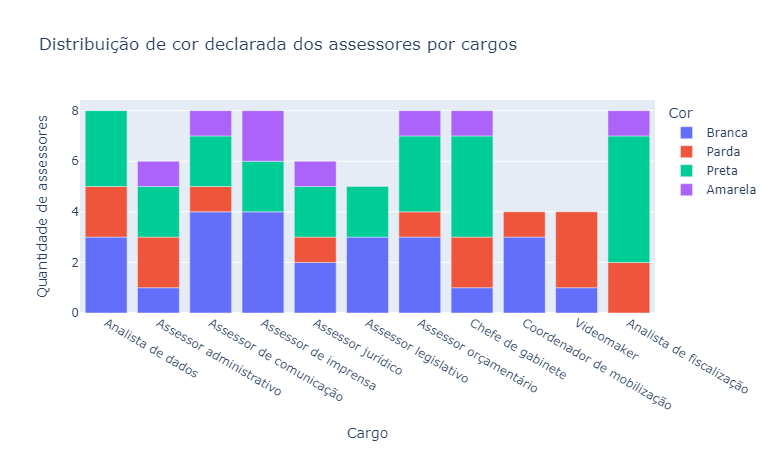 Distribuição de cor declarada dos assessores por cargos
Cor
Branca
Parda
Preta
Amarela
Quantidade de assessores
8
6
4
2
0
Analista de dados
Assessor administrativo
Assessor de comunicação
Assessor de imprensa
Assessor jurídico
Assessor legislativo
Assessor orçamentário
Chefe de gabinete
Coordenador de mobilização
Videomaker
Analista de fiscalização
Cargo